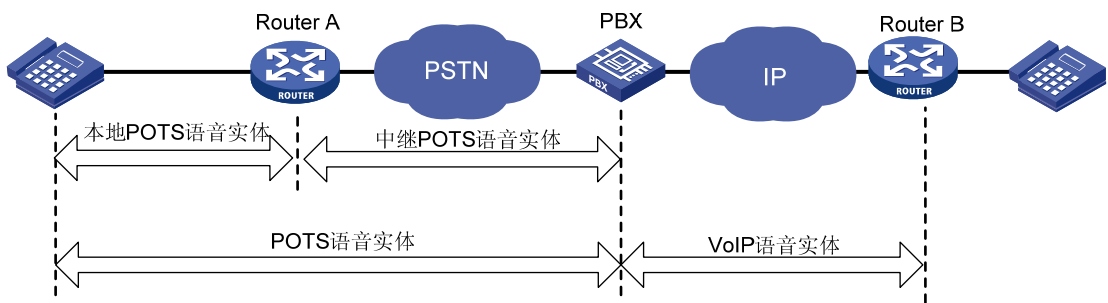 Router A
PBX
Router B
PSTN
IP
ROUTER
PBX
ROUTER
本地POTS语音实体
中继POTS语音实体
POTS语音实体
VoIP语音实体